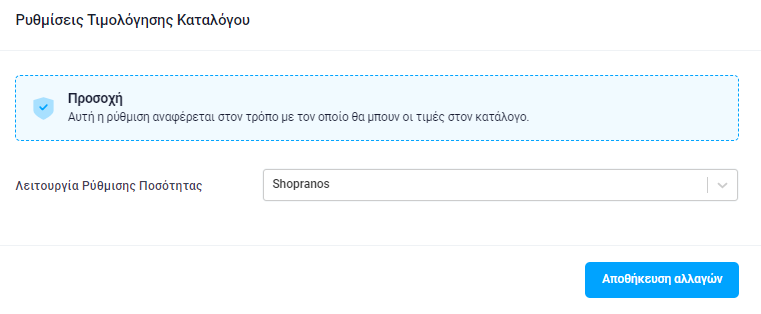 Ρυθμίσεις Τιμολόγησης Καταλόγου
Προσοχή
Αυτή η ρύθμιση αναφέρεται στον τρόπο με τον οποίο θα μπουν οι τιμές στον κατάλογο.
Λειτουργία Ρύθμισης Ποσότητας
Shopranos
Αποθήκευση αλλαγών